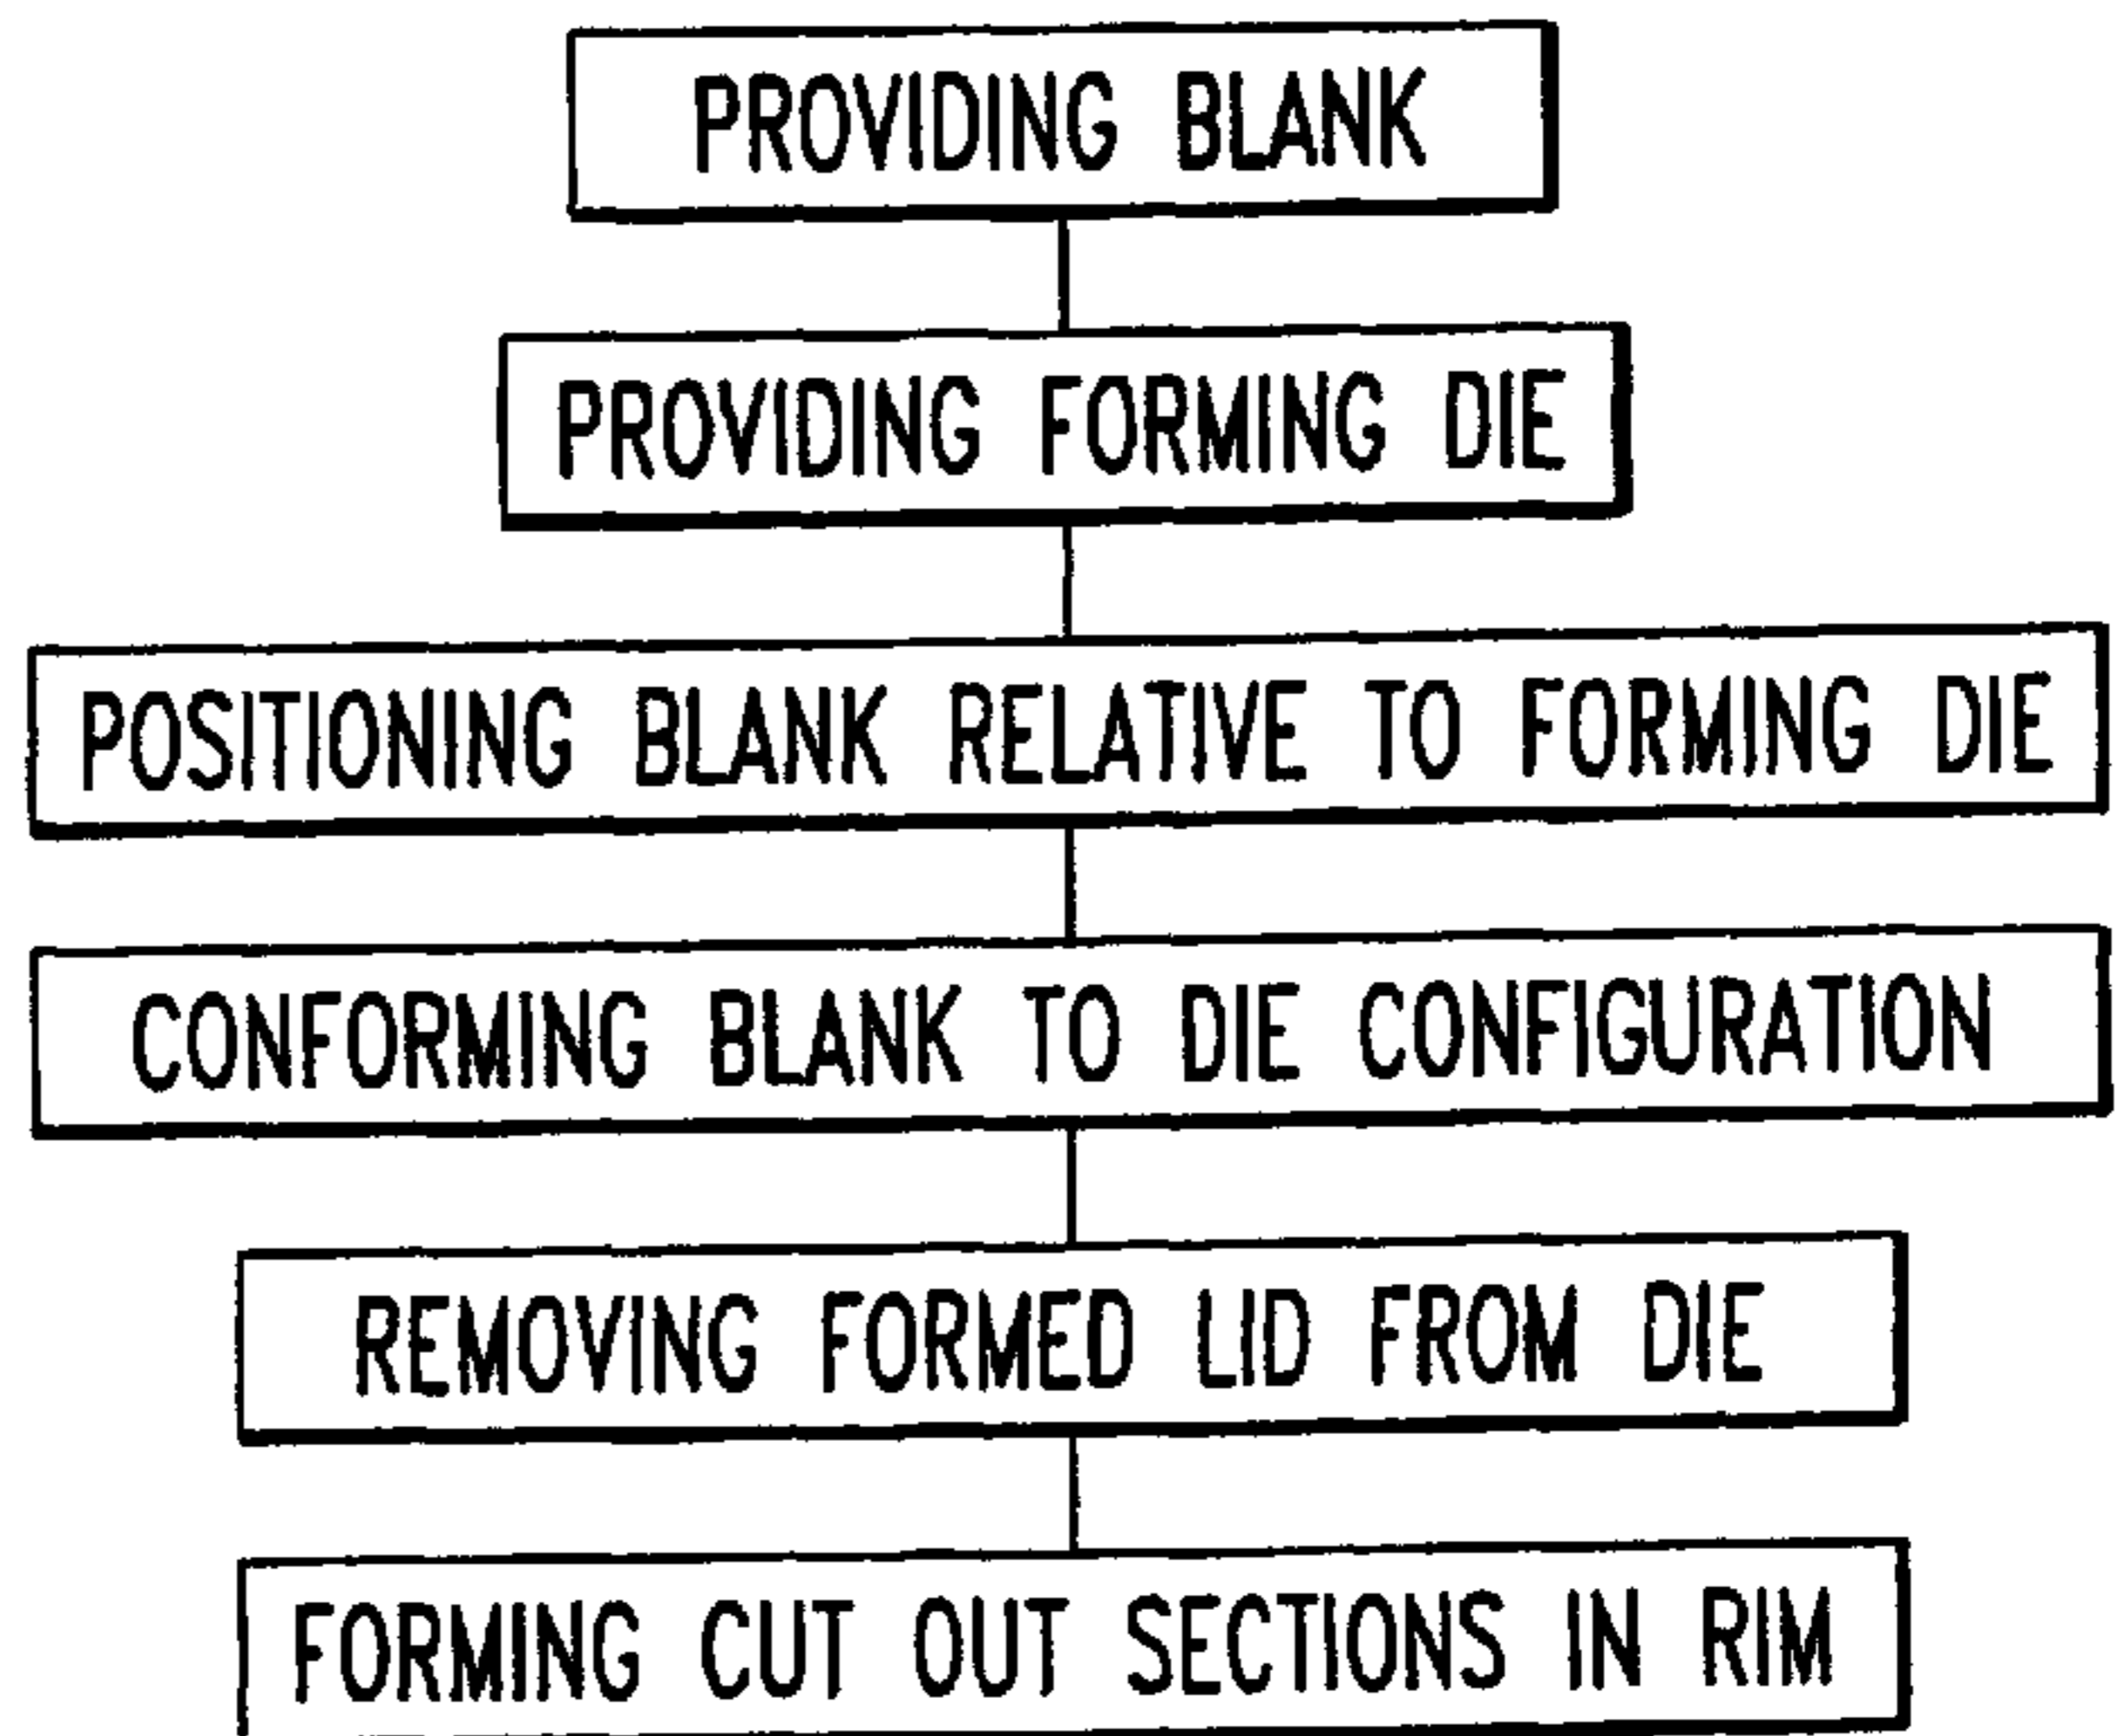 PROVIDING BLANK
PROVIDING FORMING DIE
POSITIONING BLANK RELATIVE TO FORMING DIE
CONFORMING BLANK TO DIE CONFIGURATION
REMOVING FORMED LID FROM DIE
FORMING CUT OUT SECTIONS IN RIM